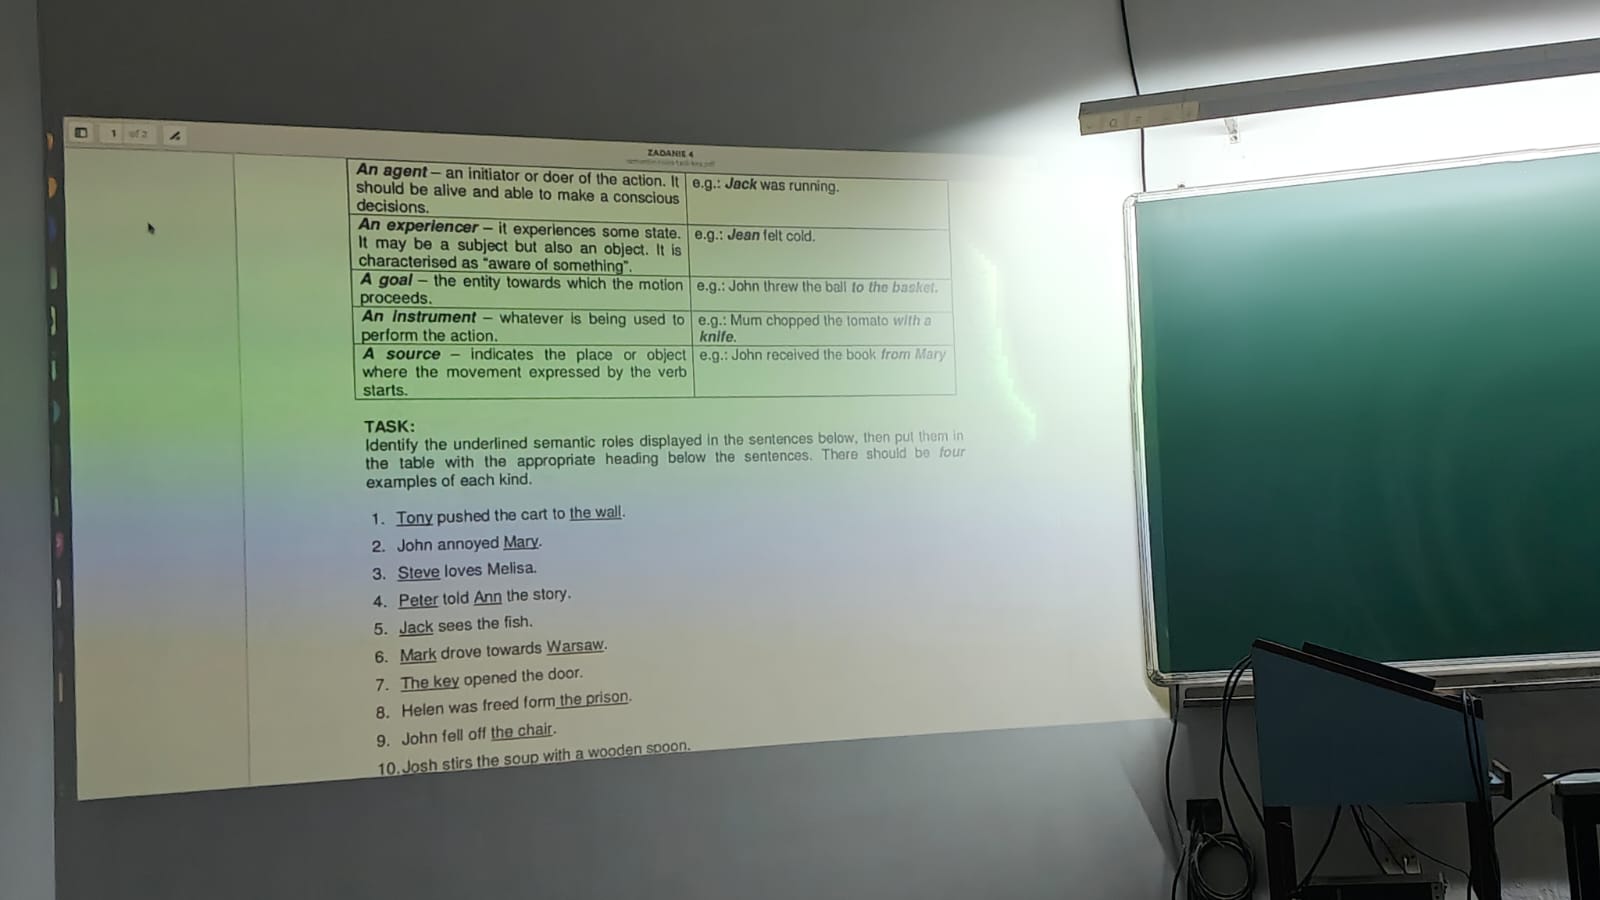 1 of 2
ZADANIE 4
An agent – an initiator or doer of the action. It
should be alive and able to make a conscious
decisions.
e.g.: Jack was running.
An experiencer – it experiences some state.
It may be a subject but also an object. It is
characterised as "aware of something".
e.g.: Jean felt cold.
A goal – the entity towards which the motion
proceeds.
e.g.: John threw the ball to the basket.
An instrument – whatever is being used to
perform the action.
e.g.: Mum chopped the tomato with a
knife.
A source – indicates the place or object
where the movement expressed by the verb
starts.
e.g.: John received the book from Mary
TASK:
Identify the underlined semantic roles displayed in the sentences below, then put them in
the table with the appropriate heading below the sentences. There should be four
examples of each kind.
1. Tony pushed the cart to the wall.
2. John annoyed Mary.
3. Steve loves Melisa.
4. Peter told Ann the story.
5. Jack sees the fish.
6. Mark drove towards Warsaw.
7. The key opened the door.
8. Helen was freed form the prison.
9. John fell off the chair.
10. Josh stirs the soup with a wooden spoon.